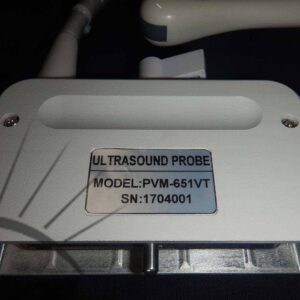 ULTRASOUND PROBE
MODEL:PVM-651VT
SN:1704001